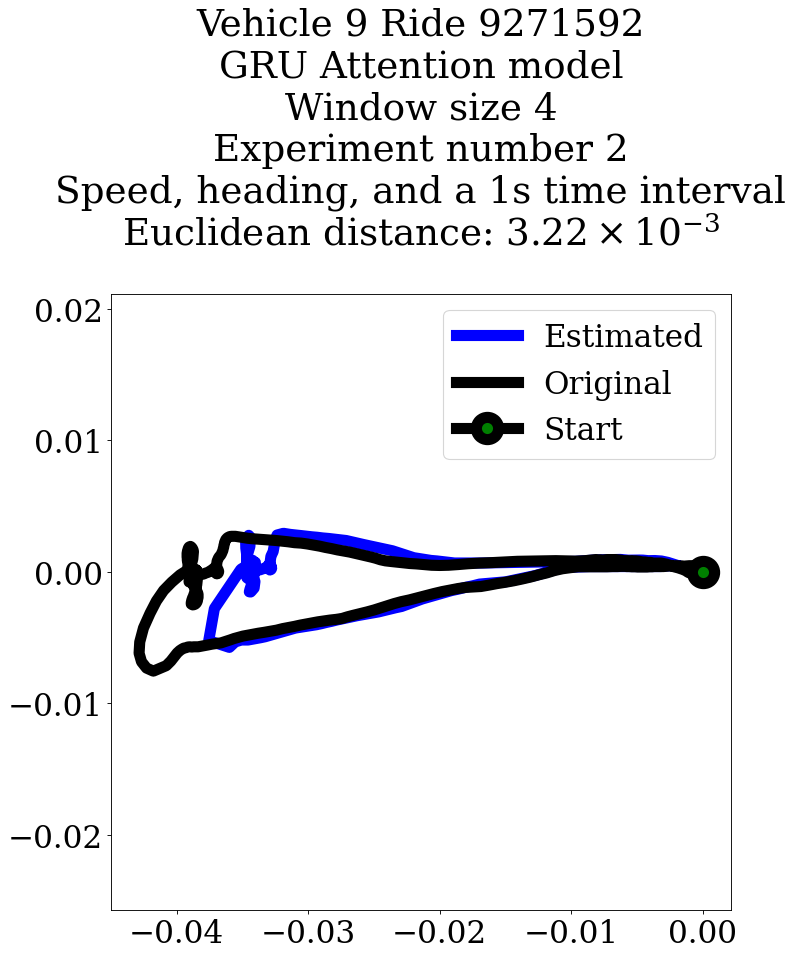 Vehicle 9 Ride 9271592
GRU Attention model
Window size 4
Experiment number 2
Speed, heading, and a 1s time interval
Euclidean distance: 3.22 × 10⁻³
Estimated
Original
Start
0.02
0.01
0.00
−0.01
−0.02
−0.04 −0.03 −0.02 −0.01 0.00